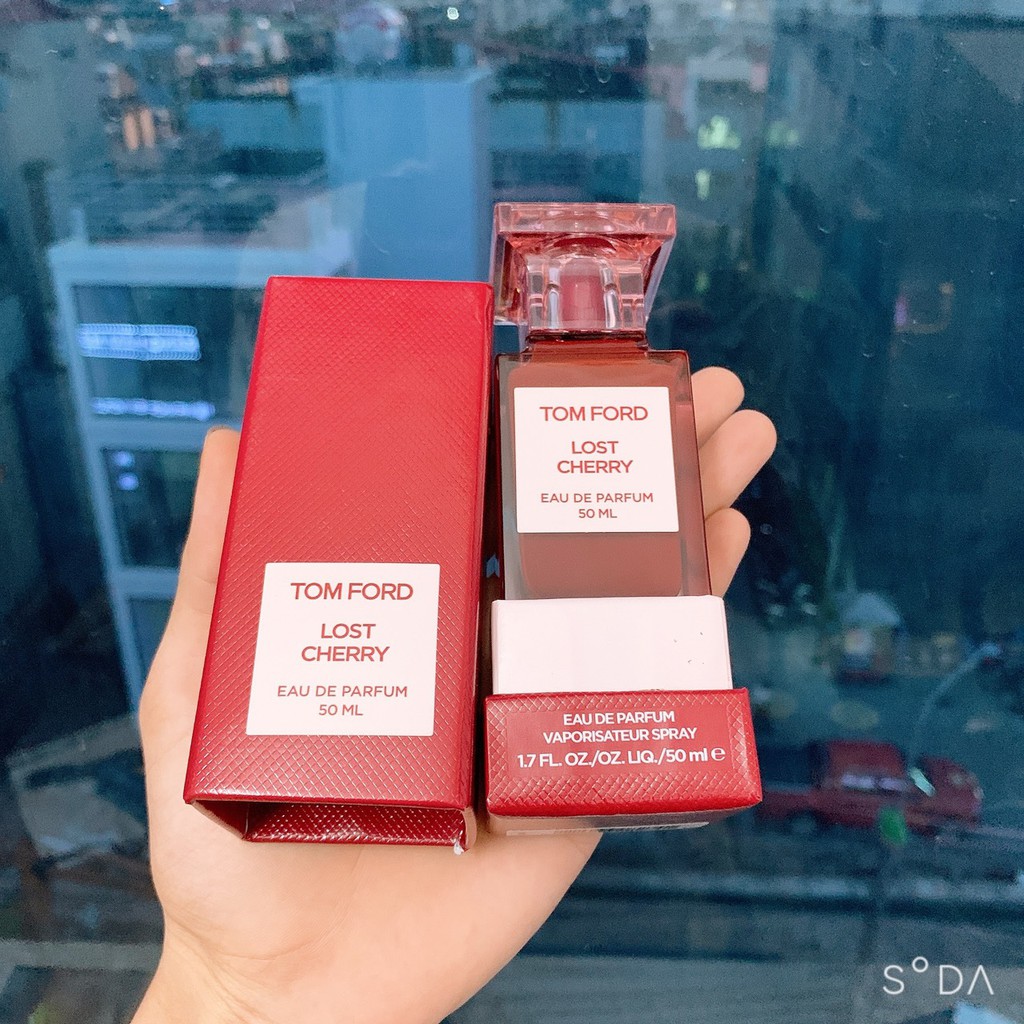 TOM FORD
LOST
CHERRY
EAU DE PARFUM
50 ML
TOM FORD
LOST
CHERRY
EAU DE PARFUM
50 ML
EAU DE PARFUM
VAPORISATEUR SPRAY
1.7 FL. OZ./OZ. LIQ./50 ml ℮
S°DA